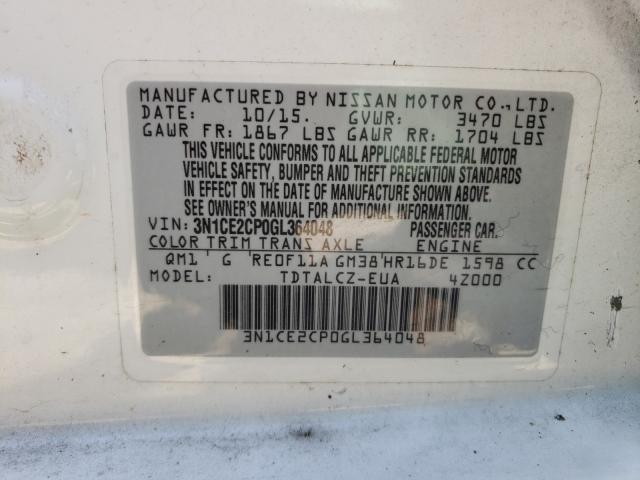 MANUFACTURED BY NISSAN MOTOR CO.,LTD.
DATE: 10/15. GVWR: 3470 LBS
GAWR FR: 1867 LBS GAWR RR: 1704 LBS
THIS VEHICLE CONFORMS TO ALL APPLICABLE FEDERAL MOTOR
VEHICLE SAFETY, BUMPER AND THEFT PREVENTION STANDARDS
IN EFFECT ON THE DATE OF MANUFACTURE SHOWN ABOVE.
SEE OWNER'S MANUAL FOR ADDITIONAL INFORMATION.
VIN: 3N1CE2CP0GL364048 PASSENGER CAR.
COLOR TRIM TRANS AXLE ENGINE
QM1 G RE0F11A GM38 HR16DE 1598 CC
TDTALCZ-EUA 4Z000
3N1CE2CP0GL364048